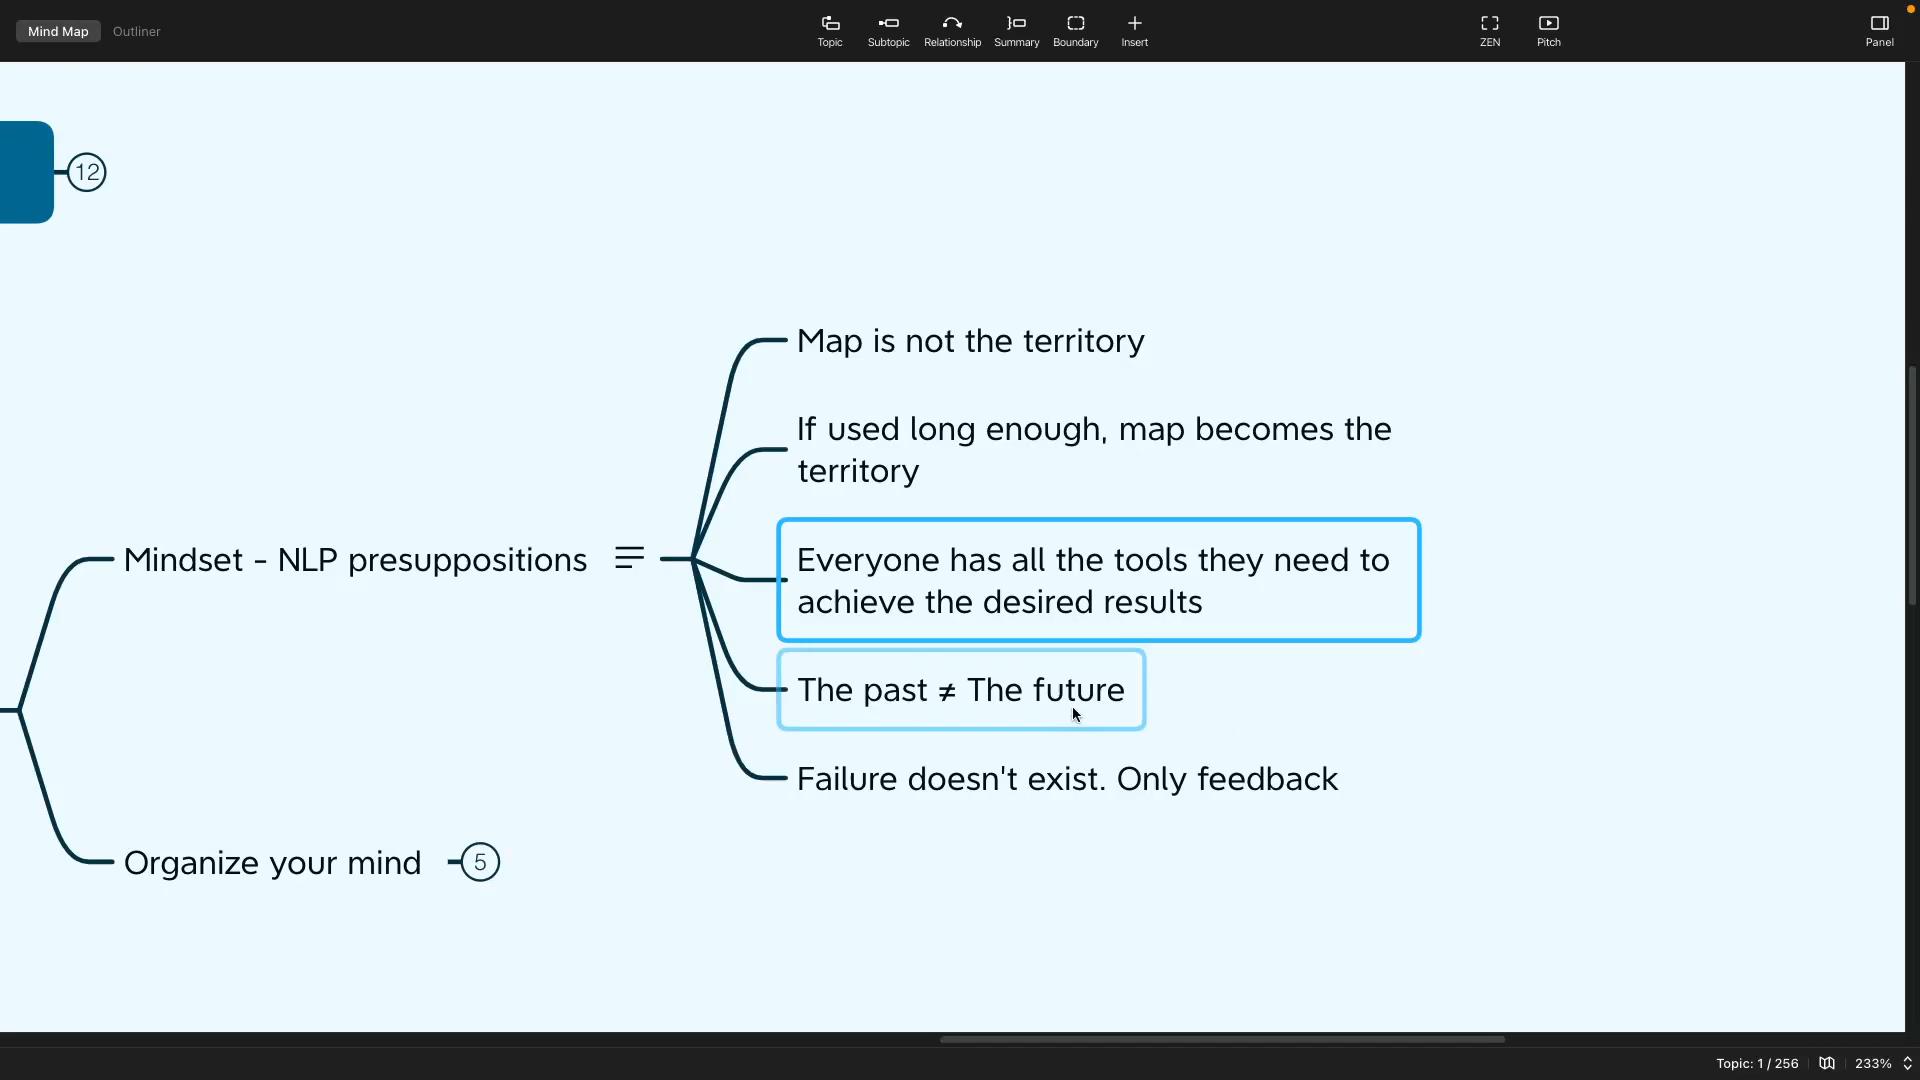 Mind Map
Outliner
Topic
Subtopic
Relationship
Summary
Boundary
Insert
ZEN
Pitch
Panel
12
Map is not the territory
If used long enough, map becomes the
territory
Mindset - NLP presuppositions
Everyone has all the tools they need to
achieve the desired results
The past ≠ The future
Failure doesn't exist. Only feedback
Organize your mind
5
Topic: 1 / 256
233%